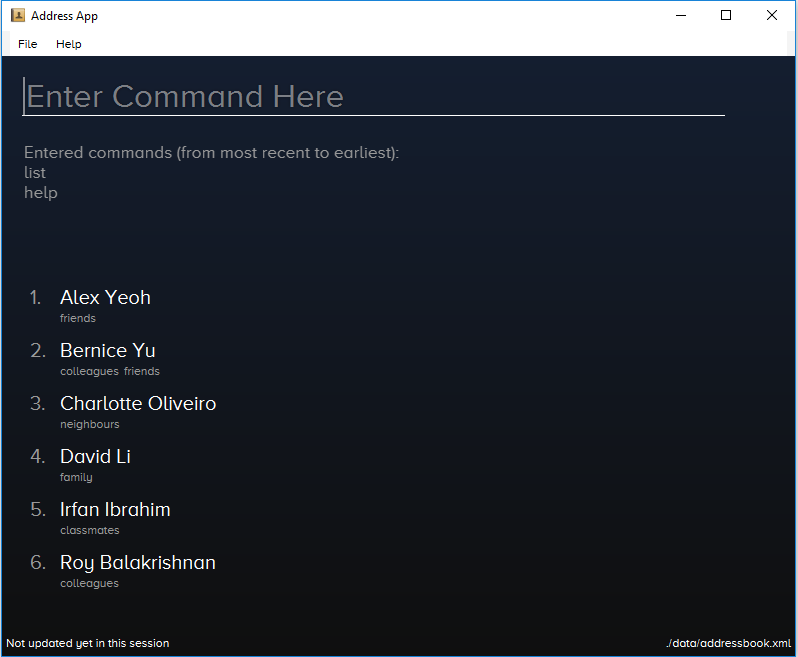 Address App
File Help
Enter Command Here
Entered commands (from most recent to earliest):
list
help
1. Alex Yeoh
friends
2. Bernice Yu
colleagues friends
3. Charlotte Oliveiro
neighbours
4. David Li
family
5. Irfan Ibrahim
classmates
6. Roy Balakrishnan
colleagues
Not updated yet in this session ./data/addressbook.xml